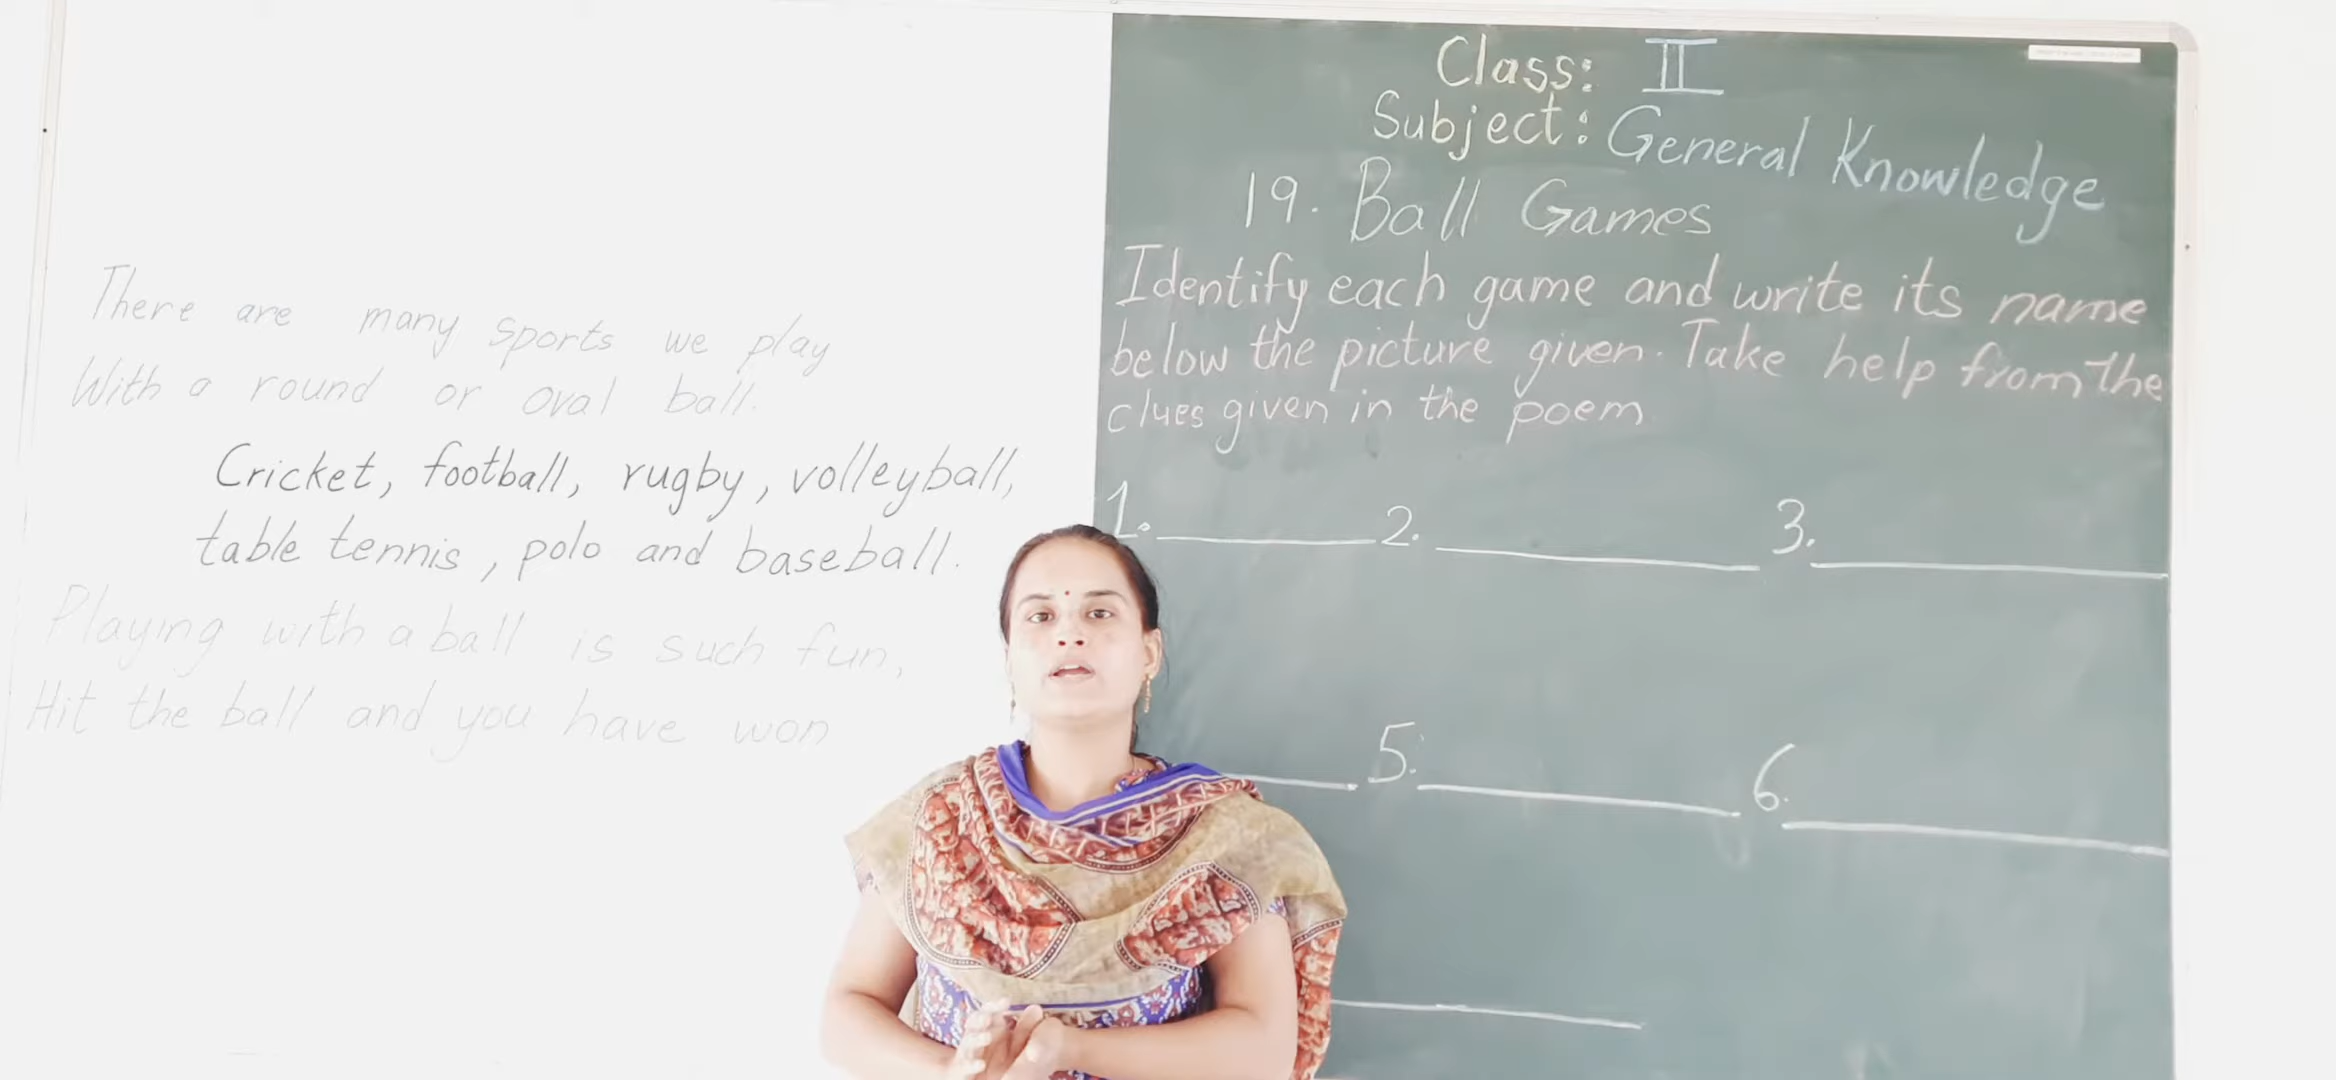 There are many sports we play
With a round or oval ball.
Cricket, football, rugby, volleyball,
table tennis, polo and baseball.
Playing with a ball is such fun,
Hit the ball and you have won
Class: II
Subject: General Knowledge
19. Ball Games
Identify each game and write its name
below the picture given. Take help from the
clues given in the poem
1. 2. 3.
5. 6.